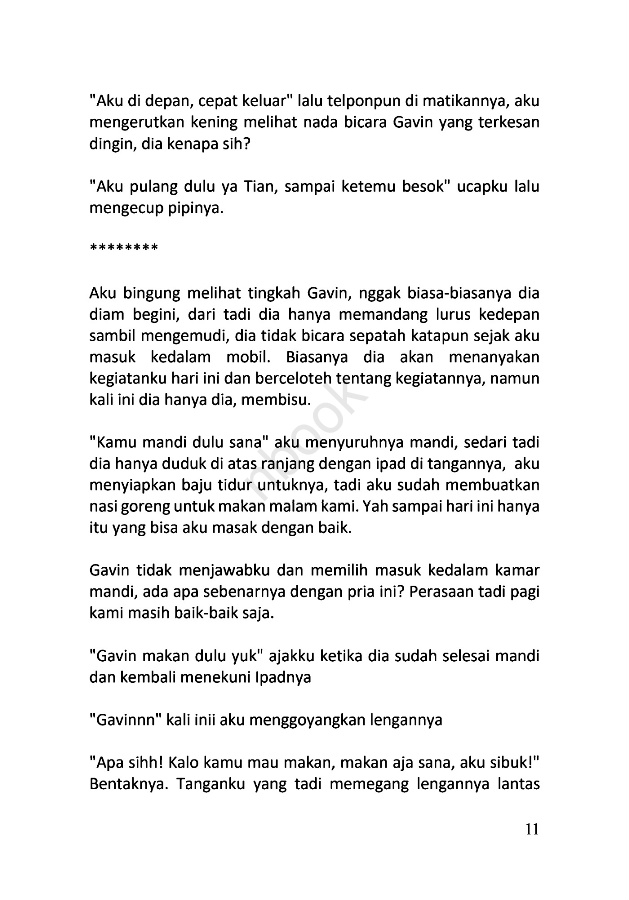 "Aku di depan, cepat keluar" lalu telponpun di matikannya, aku
mengerutkan kening melihat nada bicara Gavin yang terkesan
dingin, dia kenapa sih?
"Aku pulang dulu ya Tian, sampai ketemu besok" ucapku lalu
mengecup pipinya.
********
Aku bingung melihat tingkah Gavin, nggak biasa-biasanya dia
diam begini, dari tadi dia hanya memandang lurus kedepan
sambil mengemudi, dia tidak bicara sepatah katapun sejak aku
masuk kedalam mobil. Biasanya dia akan menanyakan
kegiatanku hari ini dan berceloteh tentang kegiatannya, namun
kali ini dia hanya dia, membisu.
"Kamu mandi dulu sana" aku menyuruhnya mandi, sedari tadi
dia hanya duduk di atas ranjang dengan ipad di tangannya, aku
menyiapkan baju tidur untuknya, tadi aku sudah membuatkan
nasi goreng untuk makan malam kami. Yah sampai hari ini hanya
itu yang bisa aku masak dengan baik.
Gavin tidak menjawabku dan memilih masuk kedalam kamar
mandi, ada apa sebenarnya dengan pria ini? Perasaan tadi pagi
kami masih baik-baik saja.
"Gavin makan dulu yuk" ajakku ketika dia sudah selesai mandi
dan kembali menekuni Ipadnya
"Gavinnn" kali inii aku menggoyangkan lengannya
"Apa sihh! Kalo kamu mau makan, makan aja sana, aku sibuk!"
Bentaknya. Tanganku yang tadi memegang lengannya lantas
11
nbook